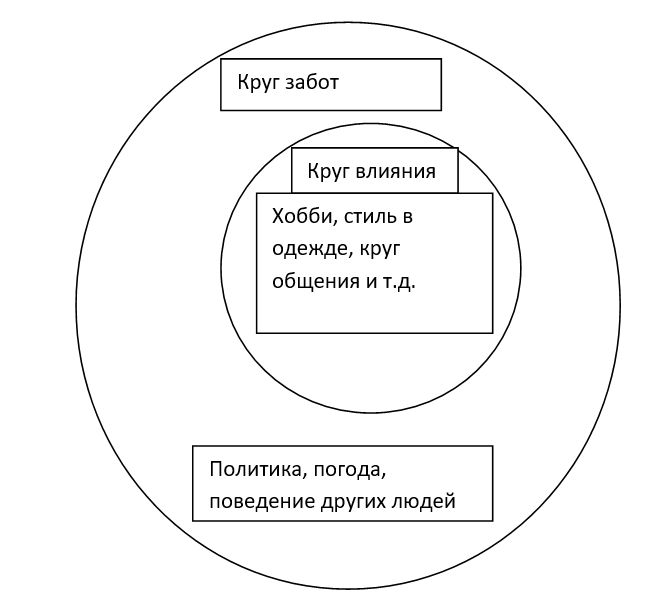 Круг забот
Круг влияния
Хобби, стиль в
одежде, круг
общения и т.д.
Политика, погода,
поведение других людей